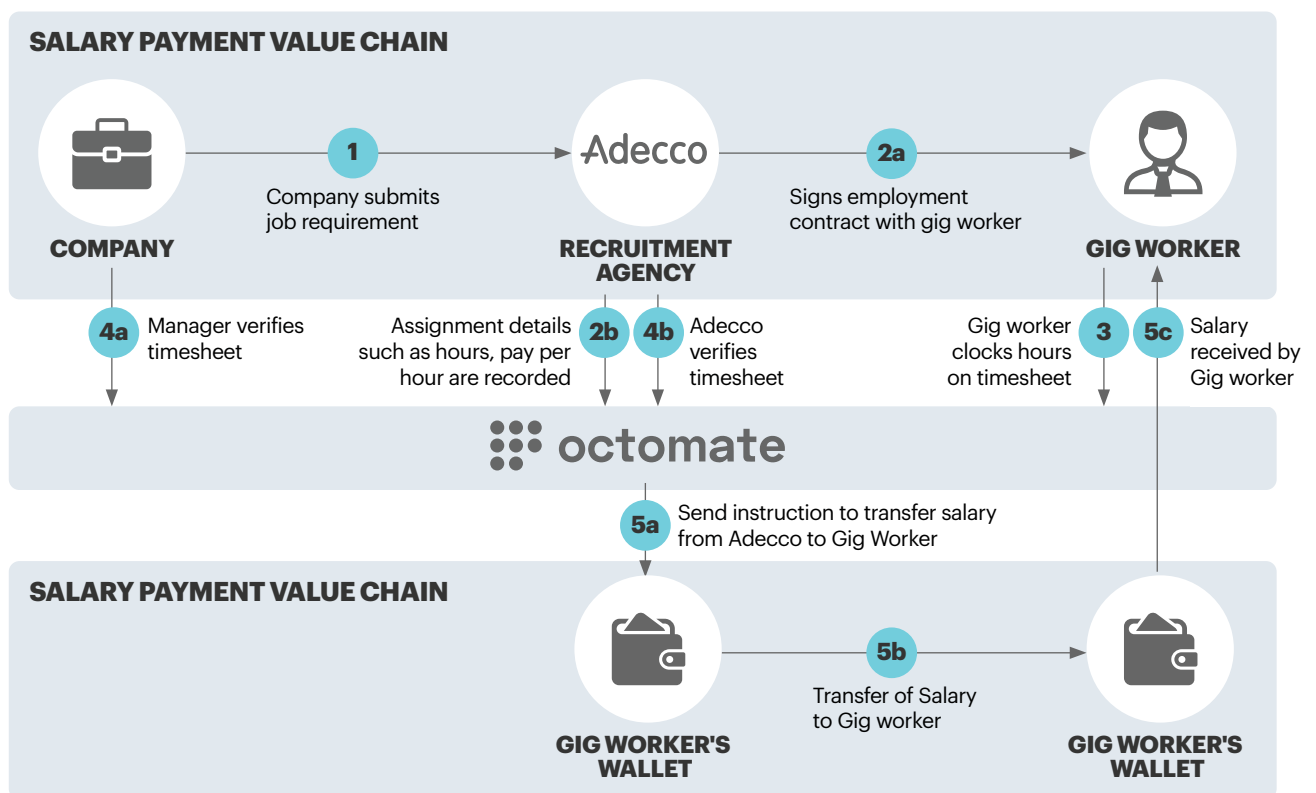 SALARY PAYMENT VALUE CHAIN
1
Company submits
job requirement
Adecco
2a
Signs employment
contract with gig worker
COMPANY
RECRUITMENT
AGENCY
GIG WORKER
4a
Manager verifies
timesheet
Assignment details
such as hours, pay per
hour are recorded
2b
4b
Adecco
verifies
timesheet
Gig worker
clocks hours
on timesheet
3
5c
Salary
received by
Gig worker
octomate
5a
Send instruction to transfer salary
from Adecco to Gig Worker
SALARY PAYMENT VALUE CHAIN
5b
Transfer of Salary
to Gig worker
GIG WORKER'S
WALLET
GIG WORKER'S
WALLET